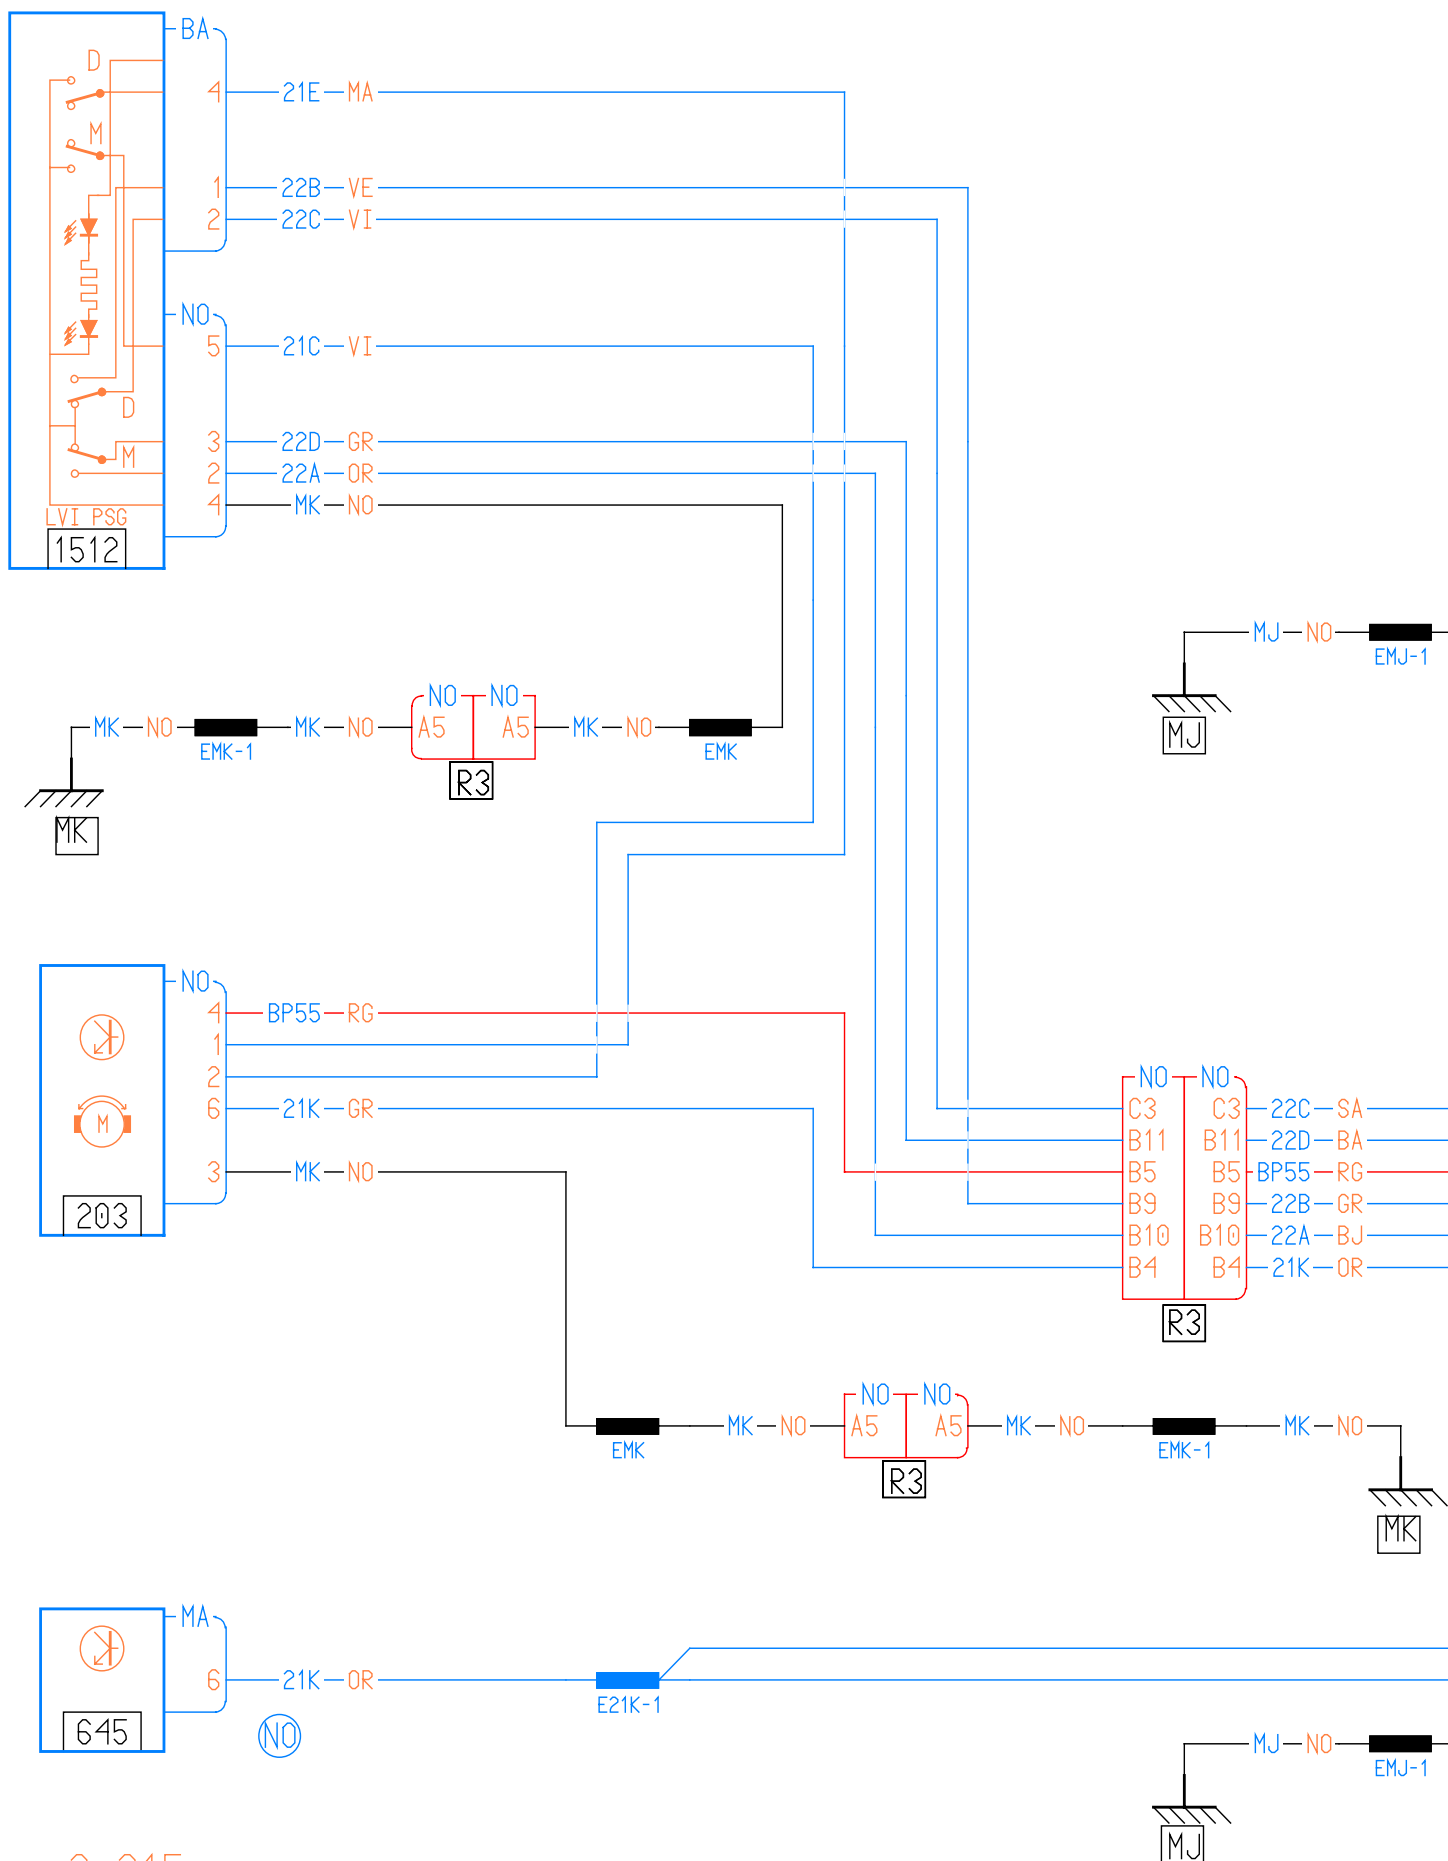 BA
D
4 21E MA
M
1 22B VE
2 22C VI
NO
5 21C VI
D
3 22D GR
M
2 22A OR
4 MK NO
LVI PSG
1512
MJ NO
EMJ-1
MJ
NO NO
MK NO MK NO A5 A5 MK NO
EMK-1 EMK
R3
MK
NO
4 BP55 RG
1
2
6 21K GR
M
3 MK NO
203
NO NO
C3 C3 22C SA
B11 B11 22D BA
B5 B5 BP55 RG
B9 B9 22B GR
B10 B10 22A BJ
B4 B4 21K OR
R3
NO NO
MK NO A5 A5 MK NO MK NO
EMK EMK-1
R3
MK
MA
6 21K OR
E21K-1
645
NO
MJ NO
EMJ-1
MJ